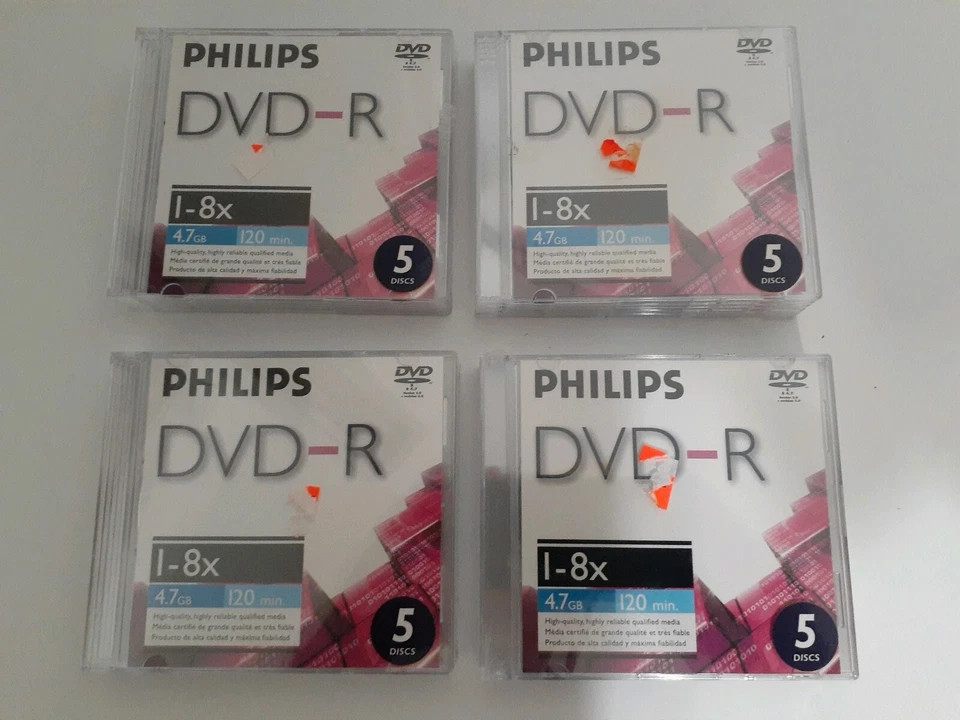 PHILIPS
DVD
R
DVD-R
1-8x
4.7GB 120 min.
High-quality, highly reliable qualified media
Média certifié de grande qualité et très fiable
Producto de alta calidad y máxima fiabilidad
5
DISCS
PHILIPS
DVD
R
DVD-R
1-8x
4.7GB 120 min.
High-quality, highly reliable qualified media
Média certifié de grande qualité et très fiable
Producto de alta calidad y máxima fiabilidad
5
DISCS
PHILIPS
DVD
R
DVD-R
1-8x
4.7GB 120 min.
High-quality, highly reliable qualified media
Média certifié de grande qualité et très fiable
Producto de alta calidad y máxima fiabilidad
5
DISCS
PHILIPS
DVD
R
DVD-R
1-8x
4.7GB 120 min.
High-quality, highly reliable qualified media
Média certifié de grande qualité et très fiable
Producto de alta calidad y máxima fiabilidad
5
DISCS